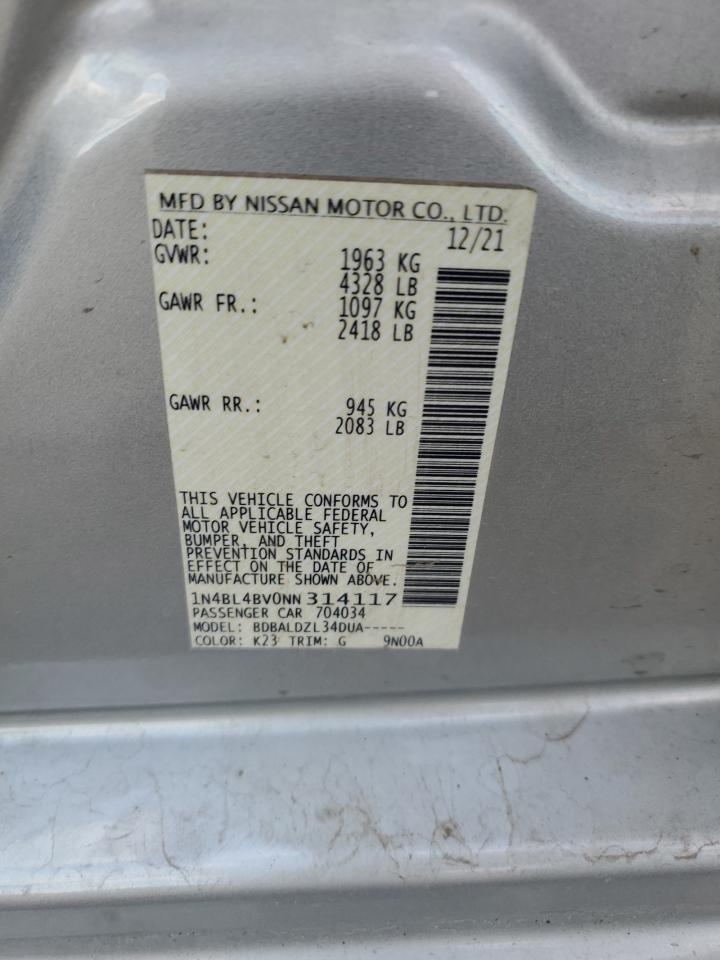 MFD BY NISSAN MOTOR CO., LTD.
DATE: 12/21
GVWR: 1963 KG
4328 LB
GAWR FR.: 1097 KG
2418 LB
GAWR RR.: 945 KG
2083 LB
THIS VEHICLE CONFORMS TO
ALL APPLICABLE FEDERAL
MOTOR VEHICLE SAFETY,
BUMPER, AND THEFT
PREVENTION STANDARDS IN
EFFECT ON THE DATE OF
MANUFACTURE SHOWN ABOVE.
1N4BL4BV0NN314117
PASSENGER CAR 704034
MODEL: BDBALDZL34DUA-----
COLOR: K23 TRIM: G 9N00A